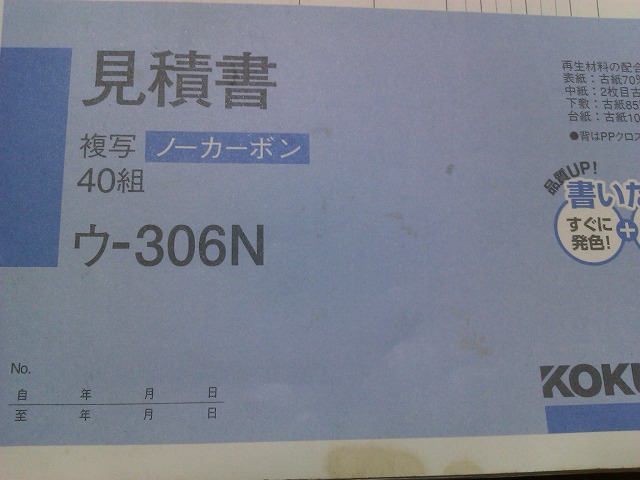 見積書
複写 ノーカーボン
40組
ウ-306N
再生材料の配合
表紙：古紙70%
中紙：2枚目古
下敷：古紙85
台紙：古紙10
●背はPPクロス
品質UP!
書いた
すぐに
発色!
+
No.
自 年 月 日
至 年 月 日
KOKU